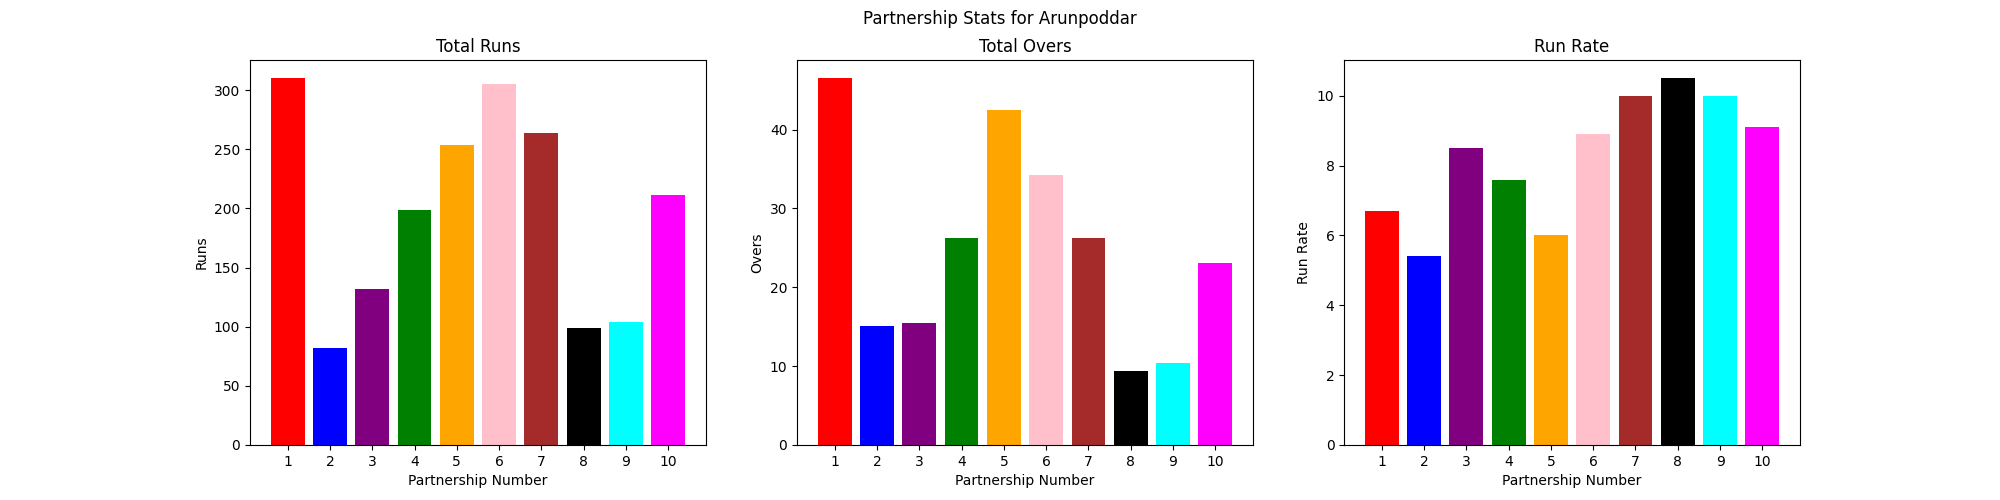 Partnership Stats for Arunpoddar
Total Runs
Runs
300
250
200
150
100
50
0
1 2 3 4 5 6 7 8 9 10
Partnership Number
Total Overs
Overs
40
30
20
10
0
1 2 3 4 5 6 7 8 9 10
Partnership Number
Run Rate
Run Rate
10
8
6
4
2
0
1 2 3 4 5 6 7 8 9 10
Partnership Number